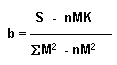 b = S - nMK
ΣM² - nM²